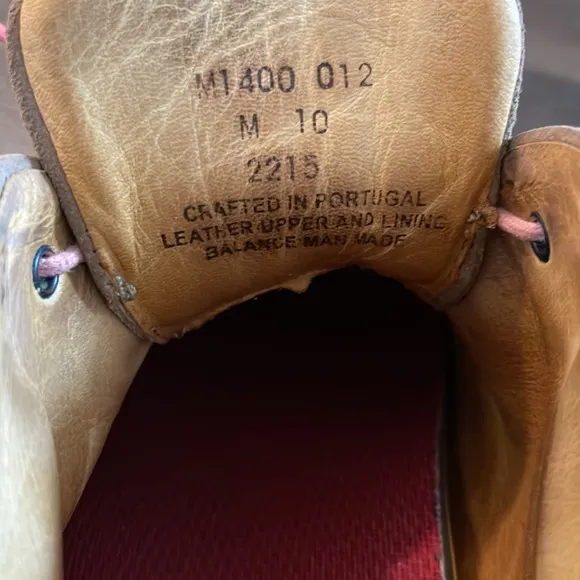 M1400 012
M 10
2215
CRAFTED IN PORTUGAL
LEATHER UPPER AND LINING
BALANCE MAN MADE